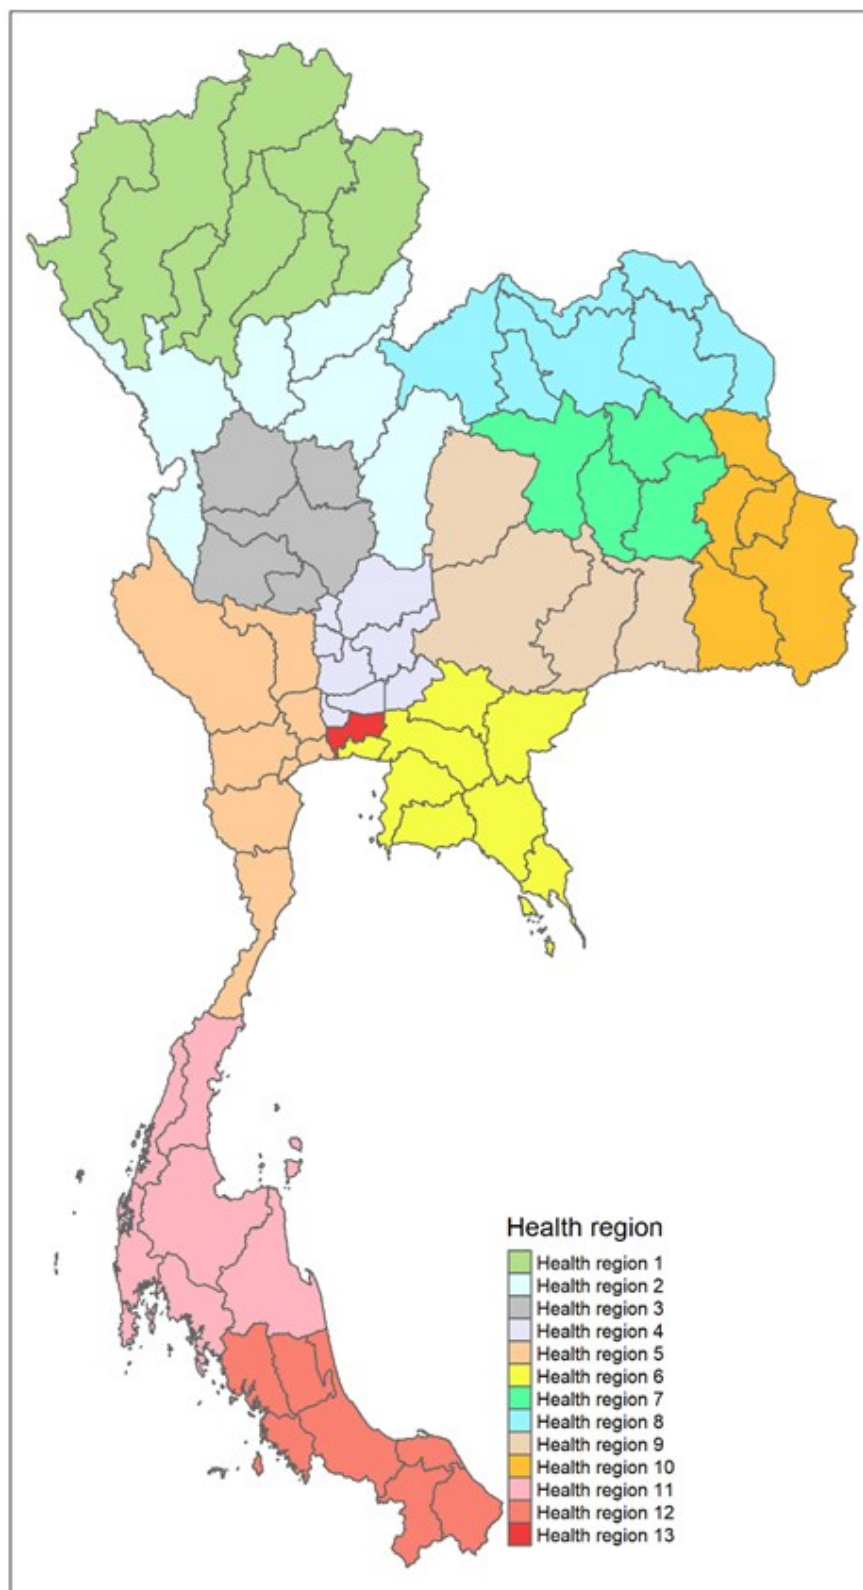 Health region
Health region 1
Health region 2
Health region 3
Health region 4
Health region 5
Health region 6
Health region 7
Health region 8
Health region 9
Health region 10
Health region 11
Health region 12
Health region 13